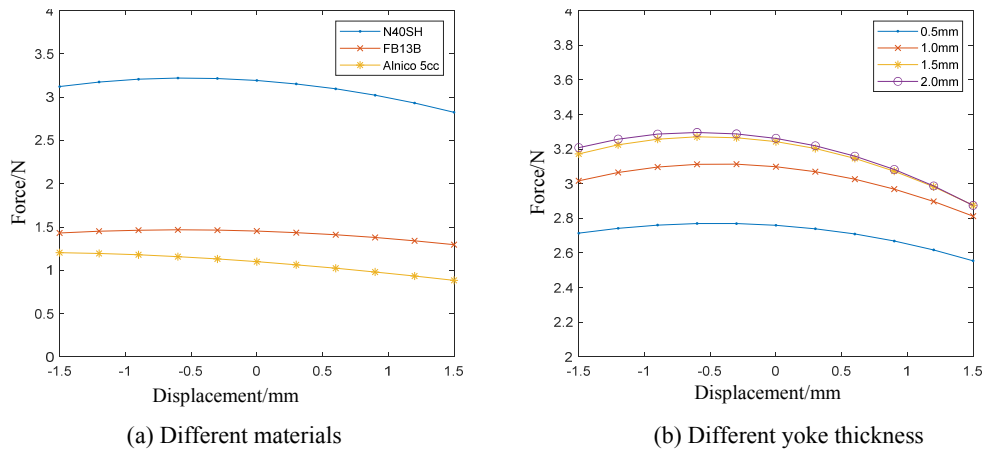 4
3.5
3
2.5
2
1.5
1
0.5
0
Force/N
N40SH
FB13B
Alnico 5cc
-1.5
-1
-0.5
0
0.5
1
1.5
Displacement/mm
(a) Different materials
4
3.8
3.6
3.4
3.2
3
2.8
2.6
2.4
2.2
2
Force/N
0.5mm
1.0mm
1.5mm
2.0mm
-1.5
-1
-0.5
0
0.5
1
1.5
Displacement/mm
(b) Different yoke thickness